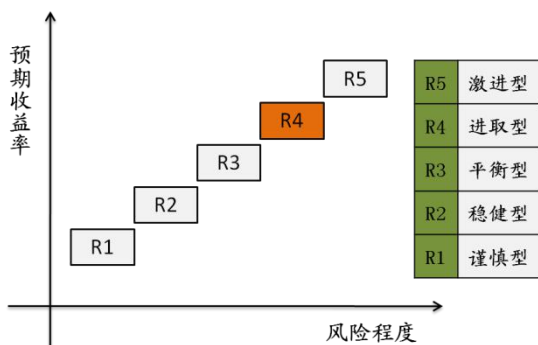 预期收益率
R5
R4
R3
R2
R1
风险程度
R5 激进型
R4 进取型
R3 平衡型
R2 稳健型
R1 谨慎型